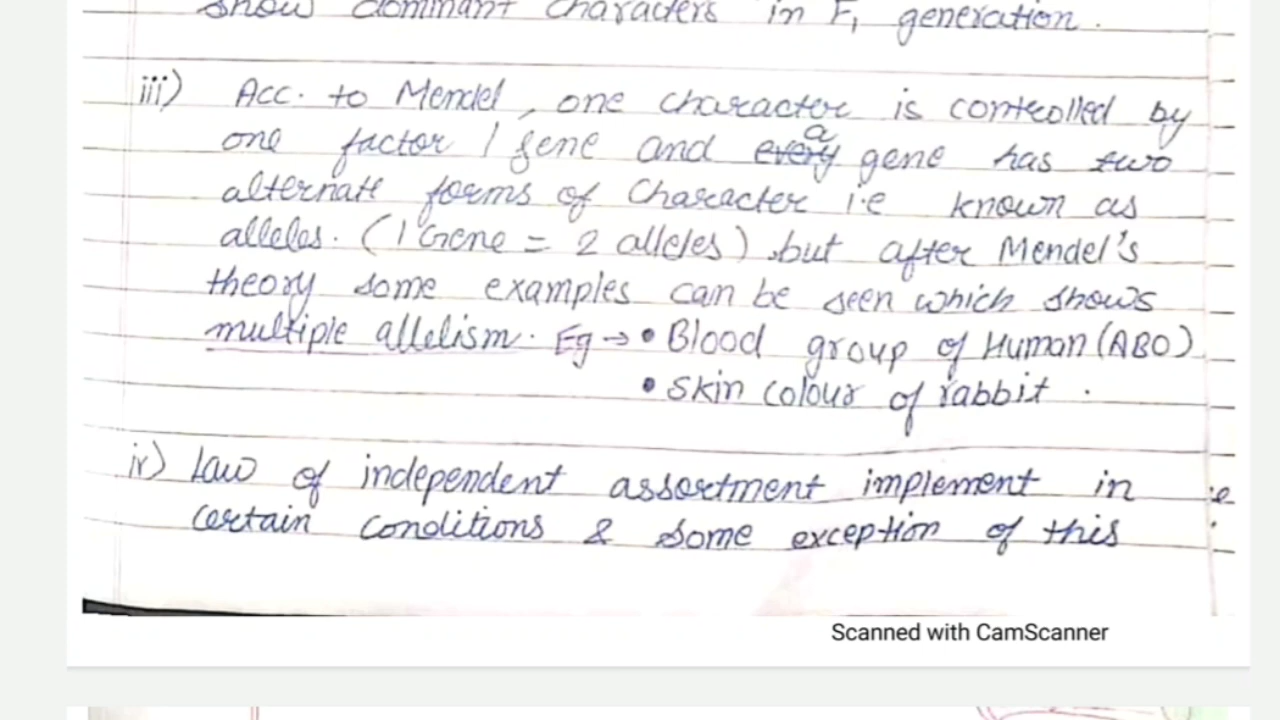 show dominant characters in F₁ generation.
iii) Acc. to Mendel, one character is controlled by
one factor / gene and a gene has two
alternate forms of Character i.e known as
alleles. (1 Gene = 2 alleles) but after Mendel's
theory some examples can be seen which shows
multiple allelism. Eg → • Blood group of Human (ABO)
• Skin colour of rabbit.
iv) Law of independent assortment implement in
certain conditions & some exception of this
Scanned with CamScanner